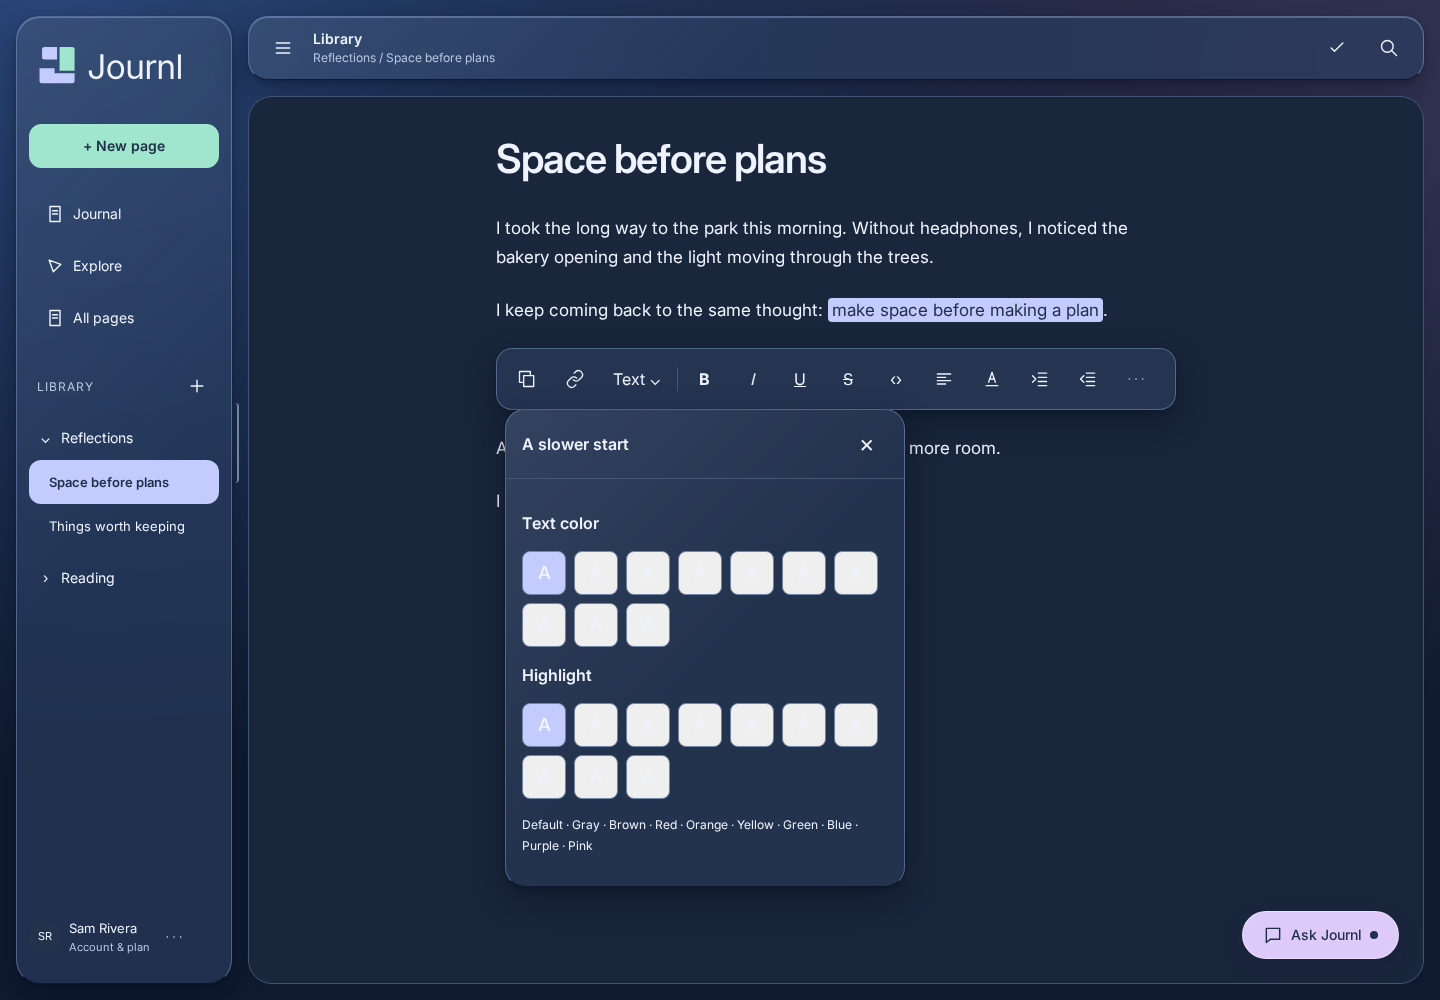 Journl
+ New page
Journal
Explore
All pages
LIBRARY
Reflections
Space before plans
Things worth keeping
Reading
SR
Sam Rivera
Account & plan
Library
Reflections / Space before plans
Space before plans
I took the long way to the park this morning. Without headphones, I noticed the
bakery opening and the light moving through the trees.
I keep coming back to the same thought: make space before making a plan.
Text
B
I
U
S
A
A
more room.
I
A slower start
Text color
A A A A A A A
A A A
Highlight
A A A A A A A
A A A
Default · Gray · Brown · Red · Orange · Yellow · Green · Blue ·
Purple · Pink
Ask Journl